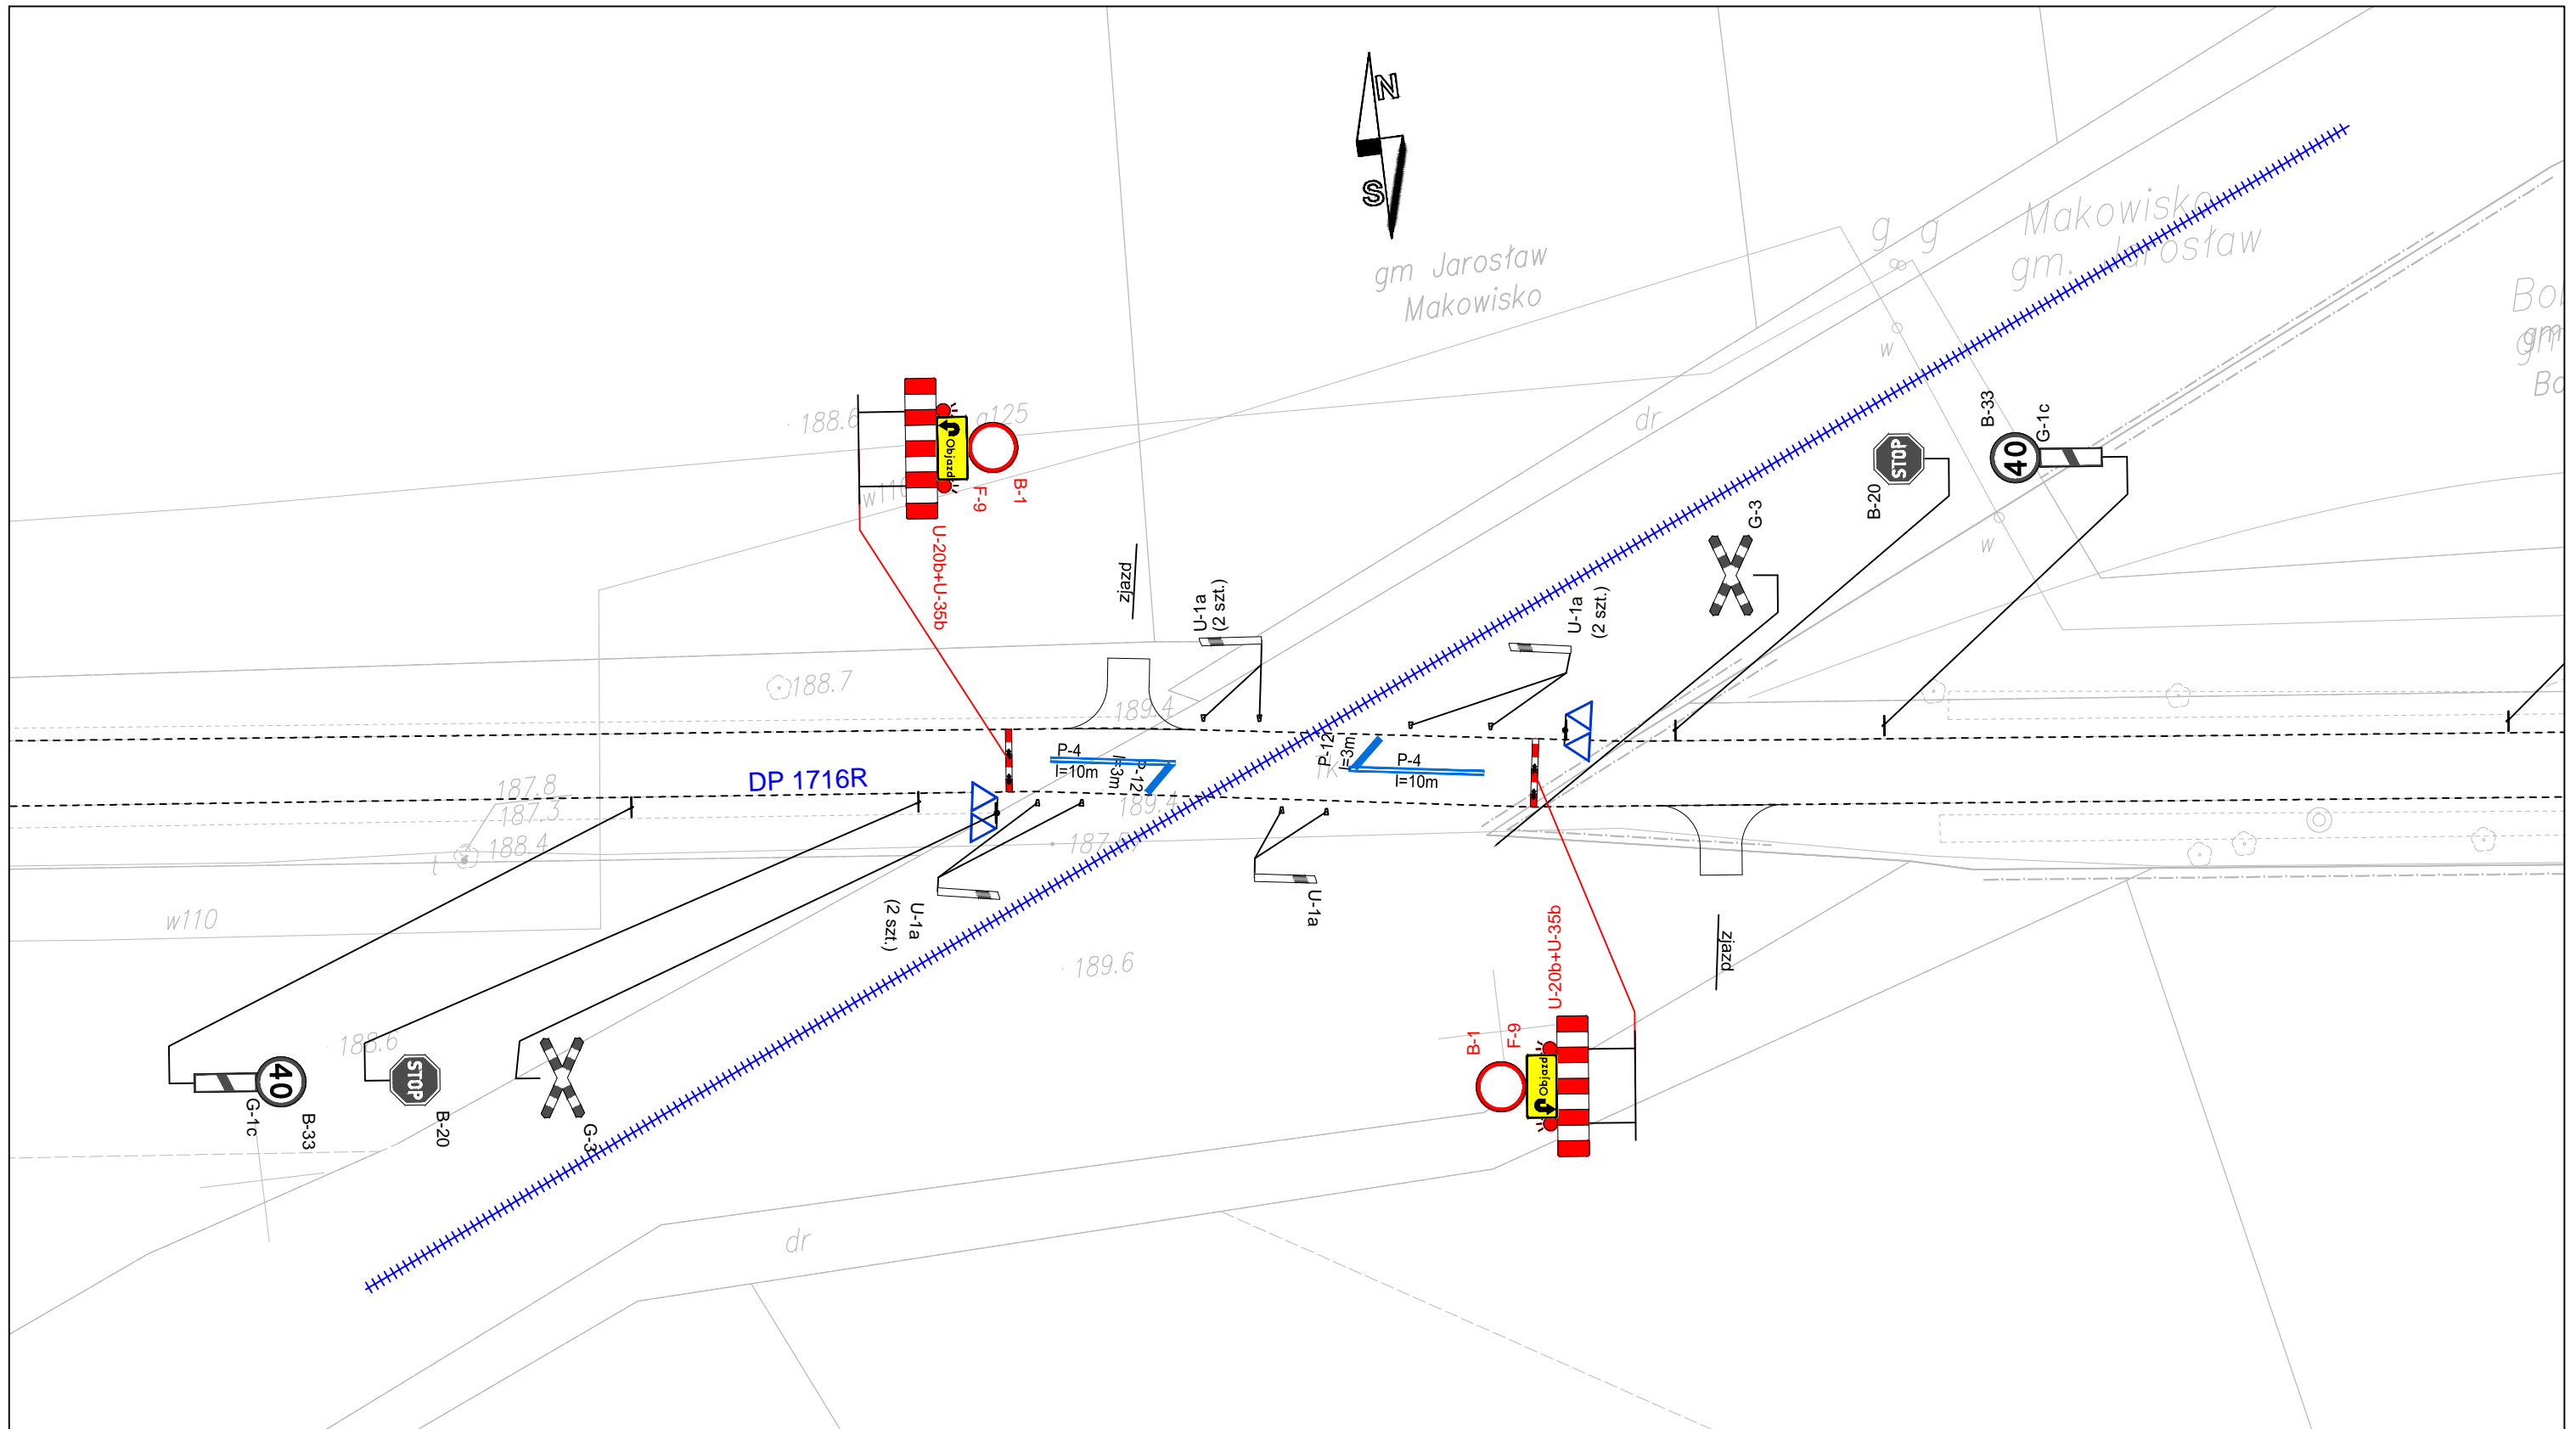 N
S
gm Jarosław
Makowisko
g g
Makowisko
gm. Jarosław
w
dr
188.6
a125
w110
Objazd
F-9
B-1
U-20b+U-35b
zjazd
U-1a
(2 szt.)
U-1a
(2 szt.)
G-3
STOP
B-20
B-33
40
G-1c
w
188.7
189.4
DP 1716R
P-4
l=10m
P-12
l=3m
P-12
l=3m
P-4
l=10m
187.8
187.3
188.4
t
189.4
w110
U-1a
(2 szt.)
U-1a
189.6
188.6
G-1c
40
B-33
STOP
B-20
G-3
U-20b+U-35b
B-1
F-9
Objazd
zjazd
dr